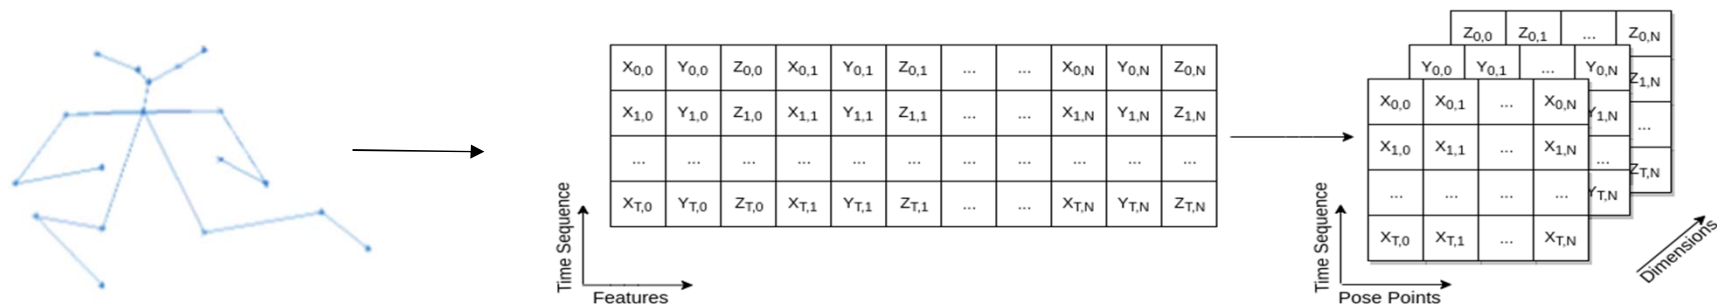 X0,0 Y0,0 Z0,0 X0,1 Y0,1 Z0,1 ... ... X0,N Y0,N Z0,N
X1,0 Y1,0 Z1,0 X1,1 Y1,1 Z1,1 ... ... X1,N Y1,N Z1,N
... ... ... ... ... ... ... ... ... ... ...
XT,0 YT,0 ZT,0 XT,1 YT,1 ZT,1 ... ... XT,N YT,N ZT,N
Time Sequence
Features
Z0,0 Z0,1 ... Z0,N
Z1,N
...
ZT,N
Y0,0 Y0,1 ... Y0,N
Y1,N
...
YT,N
X0,0 X0,1 ... X0,N
X1,0 X1,1 ... X1,N
... ... ... ...
XT,0 XT,1 ... XT,N
Time Sequence
Pose Points
Dimensions